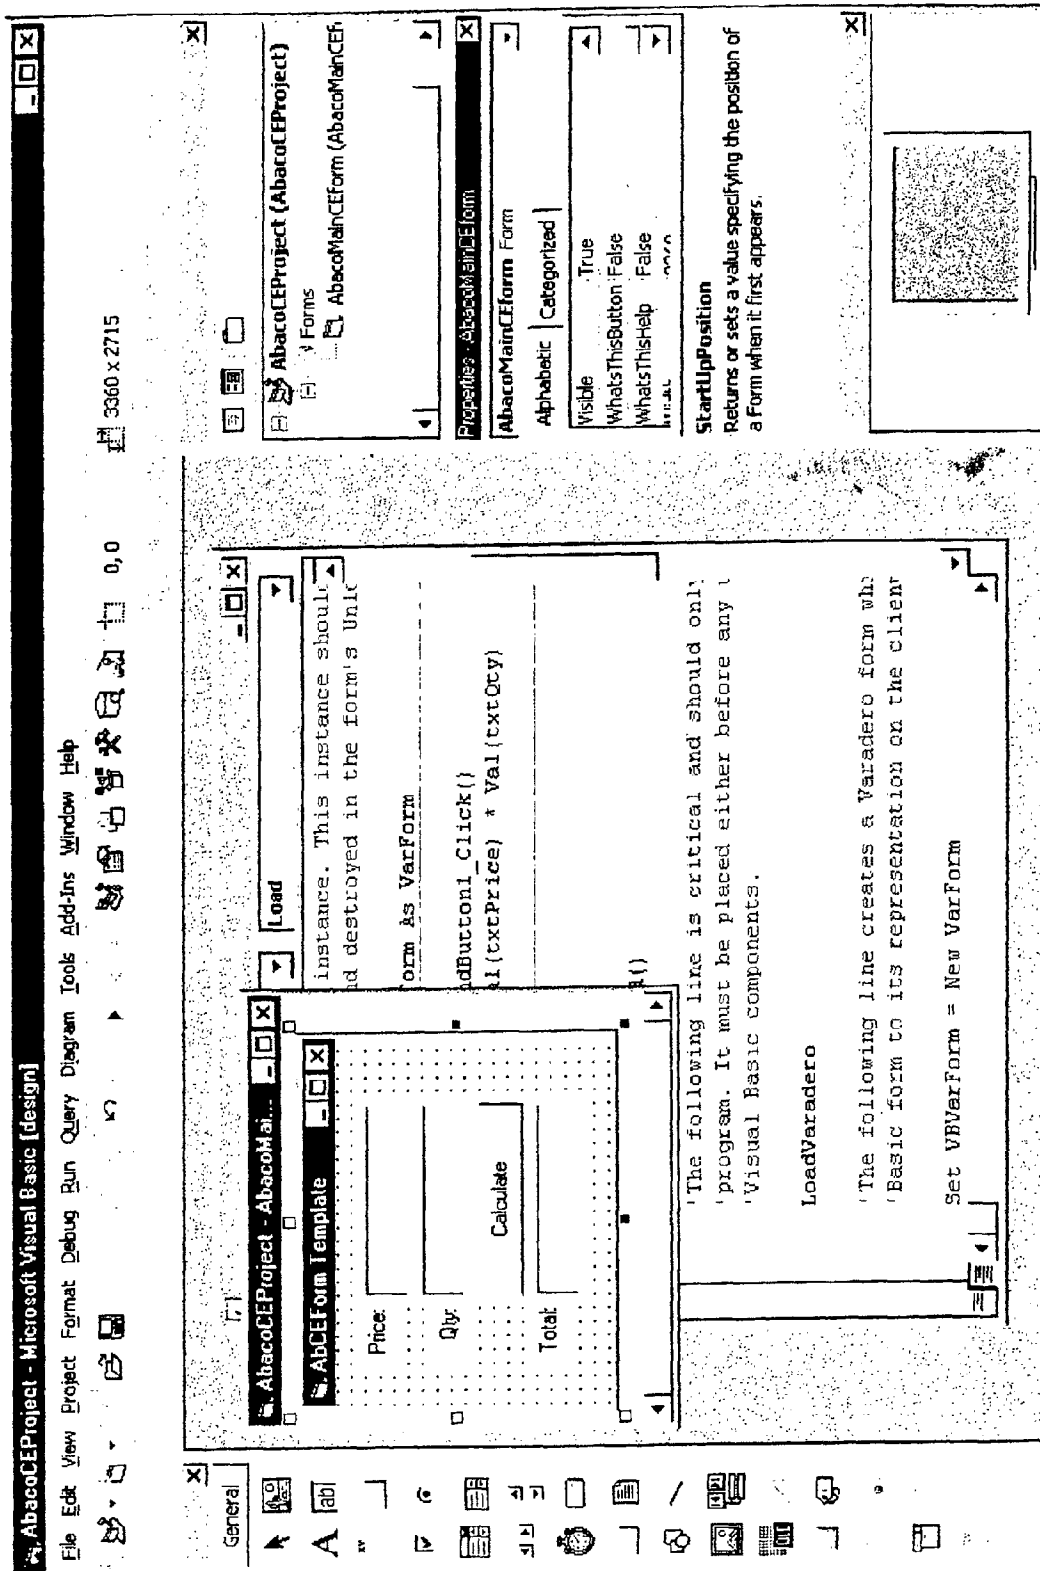 AbacoCEProject - Microsoft Visual Basic [design]
File Edit View Project Format Debug Run Query Diagram Tools Add-Ins Window Help
0,0
3360 x 2715
General
Load
instance. This instance should
nd destroyed in the form's
orm As VarForm
ndButton1_Click()
al(txtPrice) * Val(txtQty)
AbacoCEProject - AbacoMai...
AbCEForm Template
Price:
Qty:
Calculate
Total:
'The following line is critical and should only
'program. It must be placed either before any
'Visual Basic components.
LoadVaradero
'The following line creates a Varadero form
'Basic form to its representation on the client
Set VBVarForm = New VarForm
AbacoCEProject (AbacoCEProject)
Forms
AbacoMainCEform (AbacoMainCEf
Properties - AbacoMainCEform
AbacoMainCEform Form
Alphabetic Categorized
Visible True
WhatsThisButton False
WhatsThisHelp False
StartUpPosition
Returns or sets a value specifying the position of
a Form when it first appears.